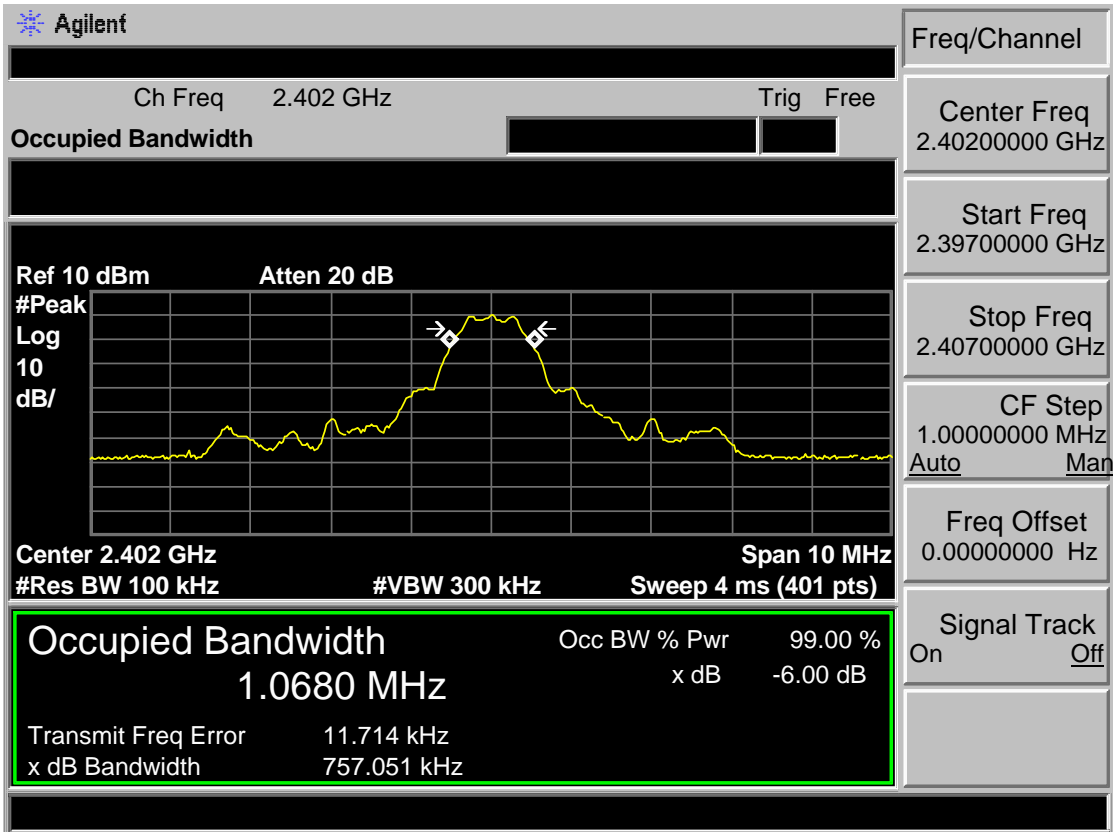 Agilent
Freq/Channel
Ch Freq 2.402 GHz Trig Free
Occupied Bandwidth
Center Freq
2.40200000 GHz
Start Freq
2.39700000 GHz
Ref 10 dBm Atten 20 dB
#Peak
Log
10
dB/
Stop Freq
2.40700000 GHz
CF Step
1.00000000 MHz
Auto Man
Freq Offset
0.00000000 Hz
Center 2.402 GHz Span 10 MHz
#Res BW 100 kHz #VBW 300 kHz Sweep 4 ms (401 pts)
Signal Track
On Off
Occupied Bandwidth Occ BW % Pwr 99.00 %
1.0680 MHz x dB -6.00 dB
Transmit Freq Error 11.714 kHz
x dB Bandwidth 757.051 kHz